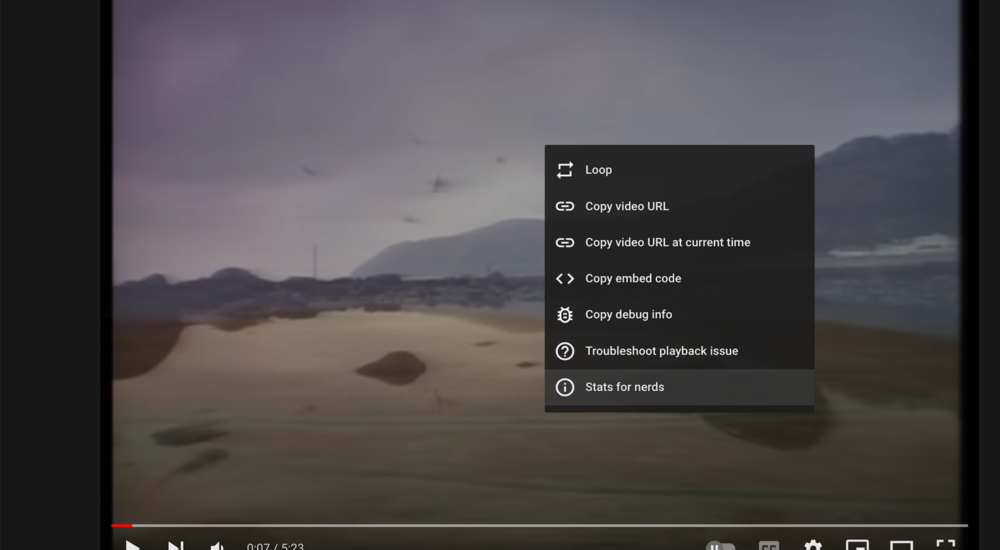 Loop
Copy video URL
Copy video URL at current time
Copy embed code
Copy debug info
Troubleshoot playback issue
Stats for nerds
0:07 / 5:23
CC